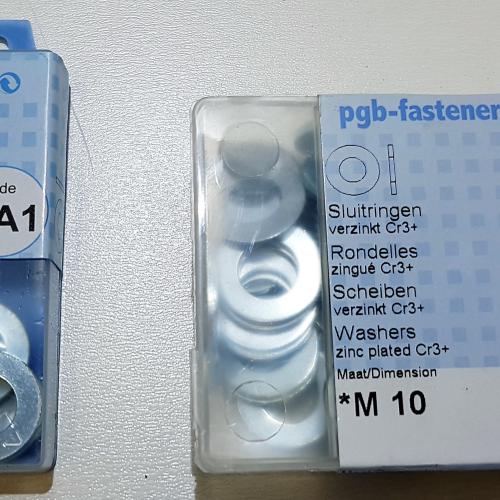 de
A1
pgb-fastener
Sluitringen
verzinkt Cr3+
Rondelles
zingué Cr3+
Scheiben
verzinkt Cr3+
Washers
zinc plated Cr3+
Maat/Dimension
*M 10